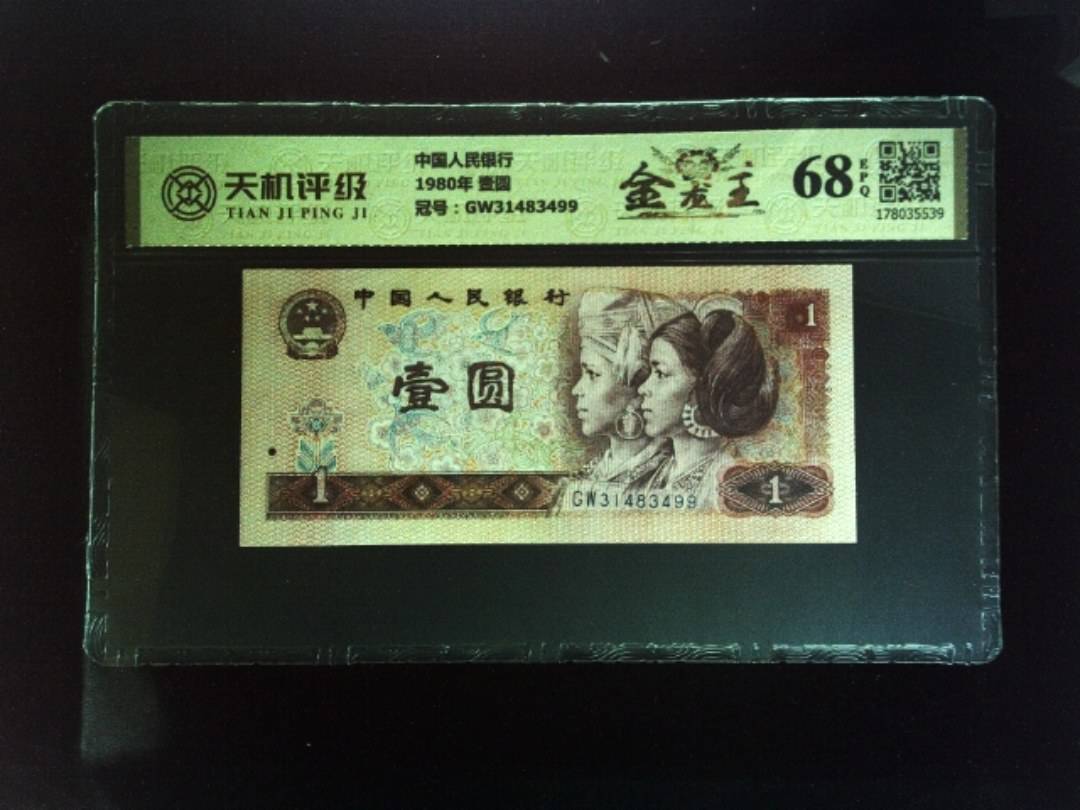 天机评级
TIAN JI PING JI
中国人民银行
1980年 壹圆
冠号：GW31483499
金龙王
68
EPQ
178035539
中国人民银行
1
壹圆
1
GW31483499
1